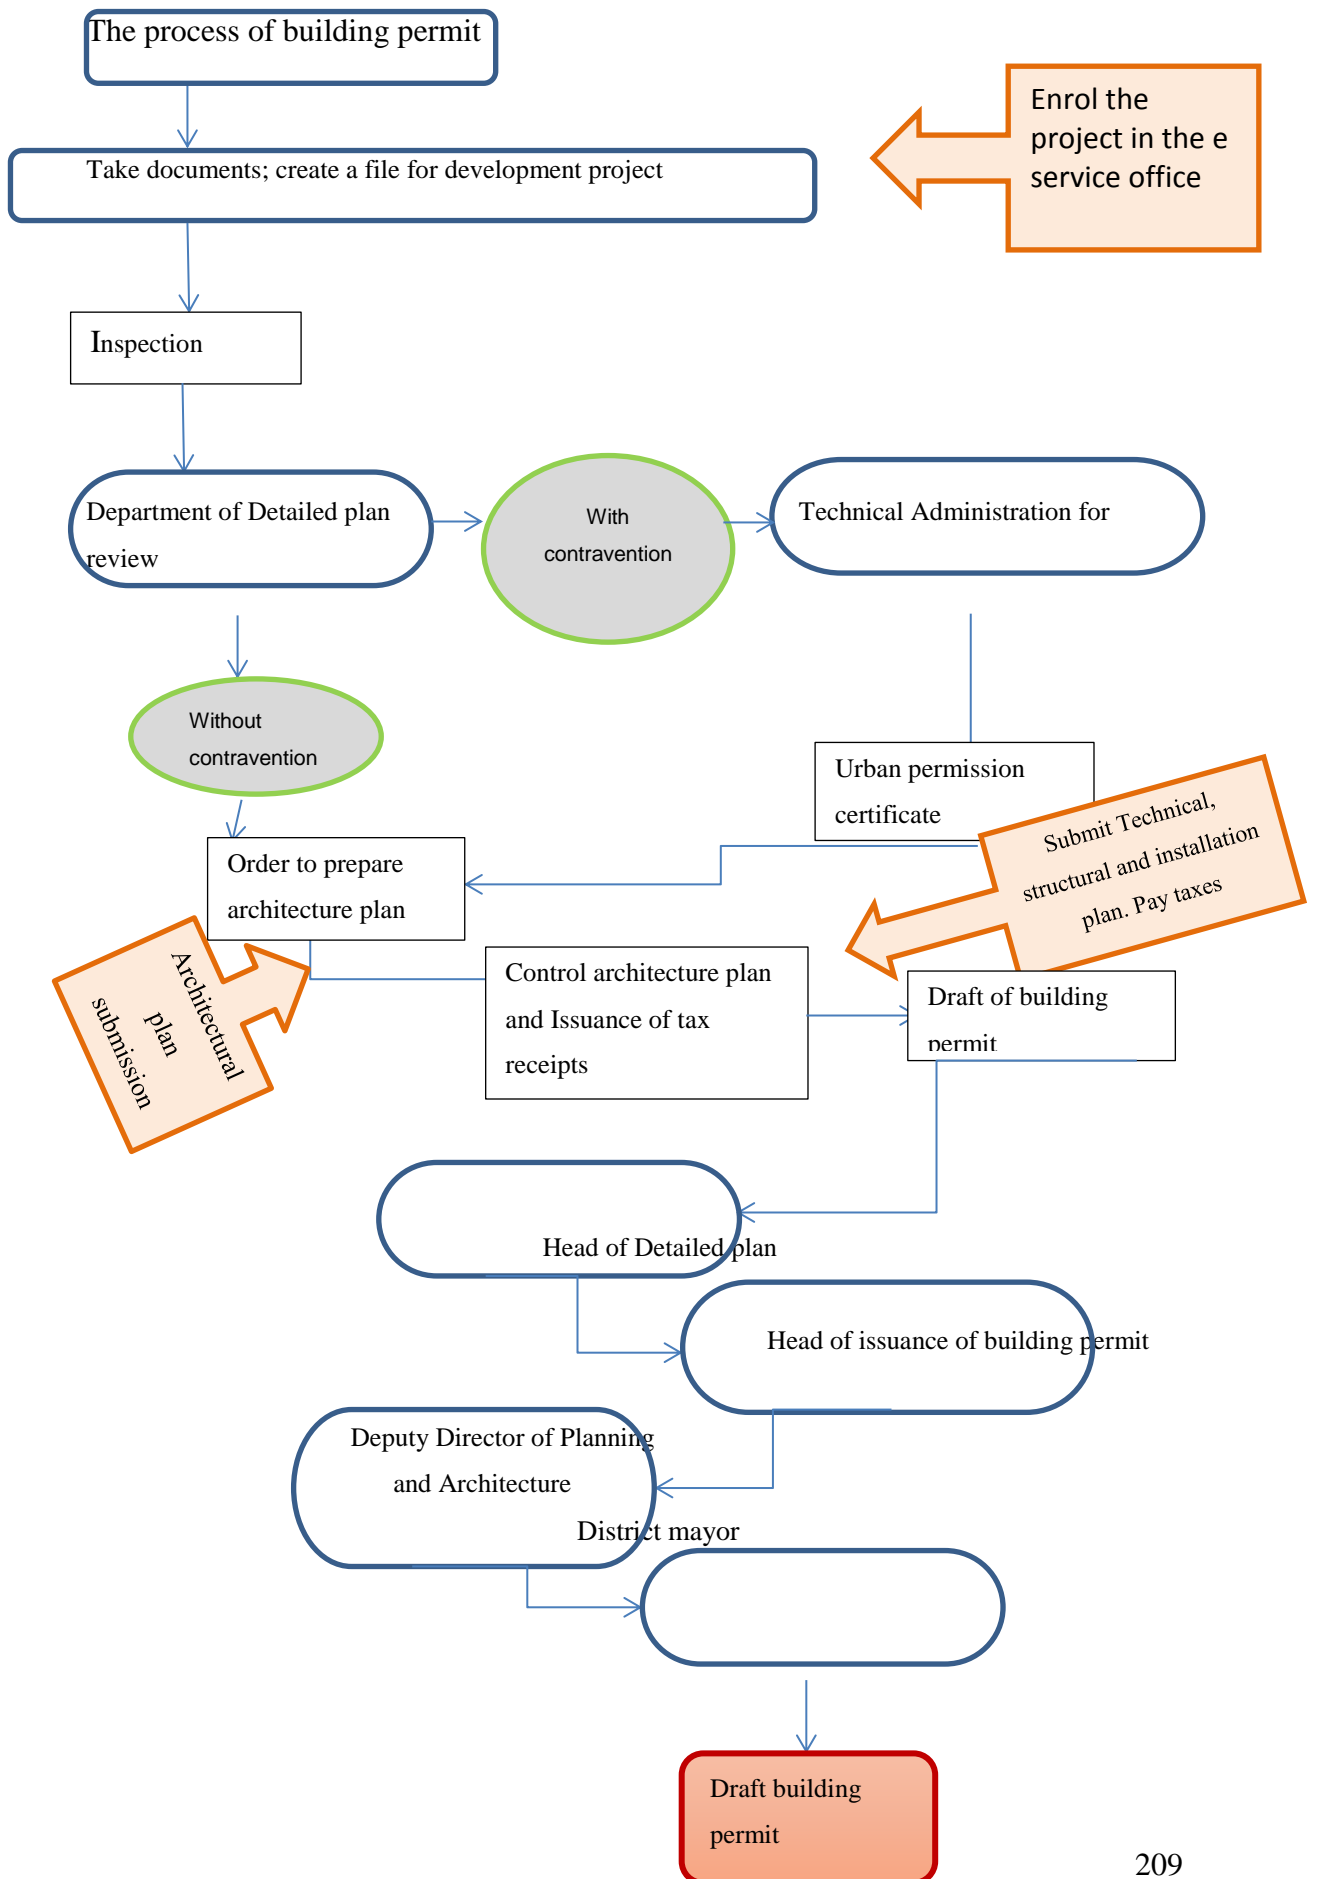 The process of building permit
Enrol the
project in the e
service office
Take documents; create a file for development project
Inspection
Department of Detailed plan
review
With
contravention
Technical Administration for
Without
contravention
Urban permission
certificate
Submit Technical,
structural and installation
plan. Pay taxes
Order to prepare
architecture plan
Architectural
plan
submission
Control architecture plan
and Issuance of tax
receipts
Draft of building
permit
Head of Detailed plan
Head of issuance of building permit
Deputy Director of Planning
and Architecture
District mayor
Draft building
permit
209